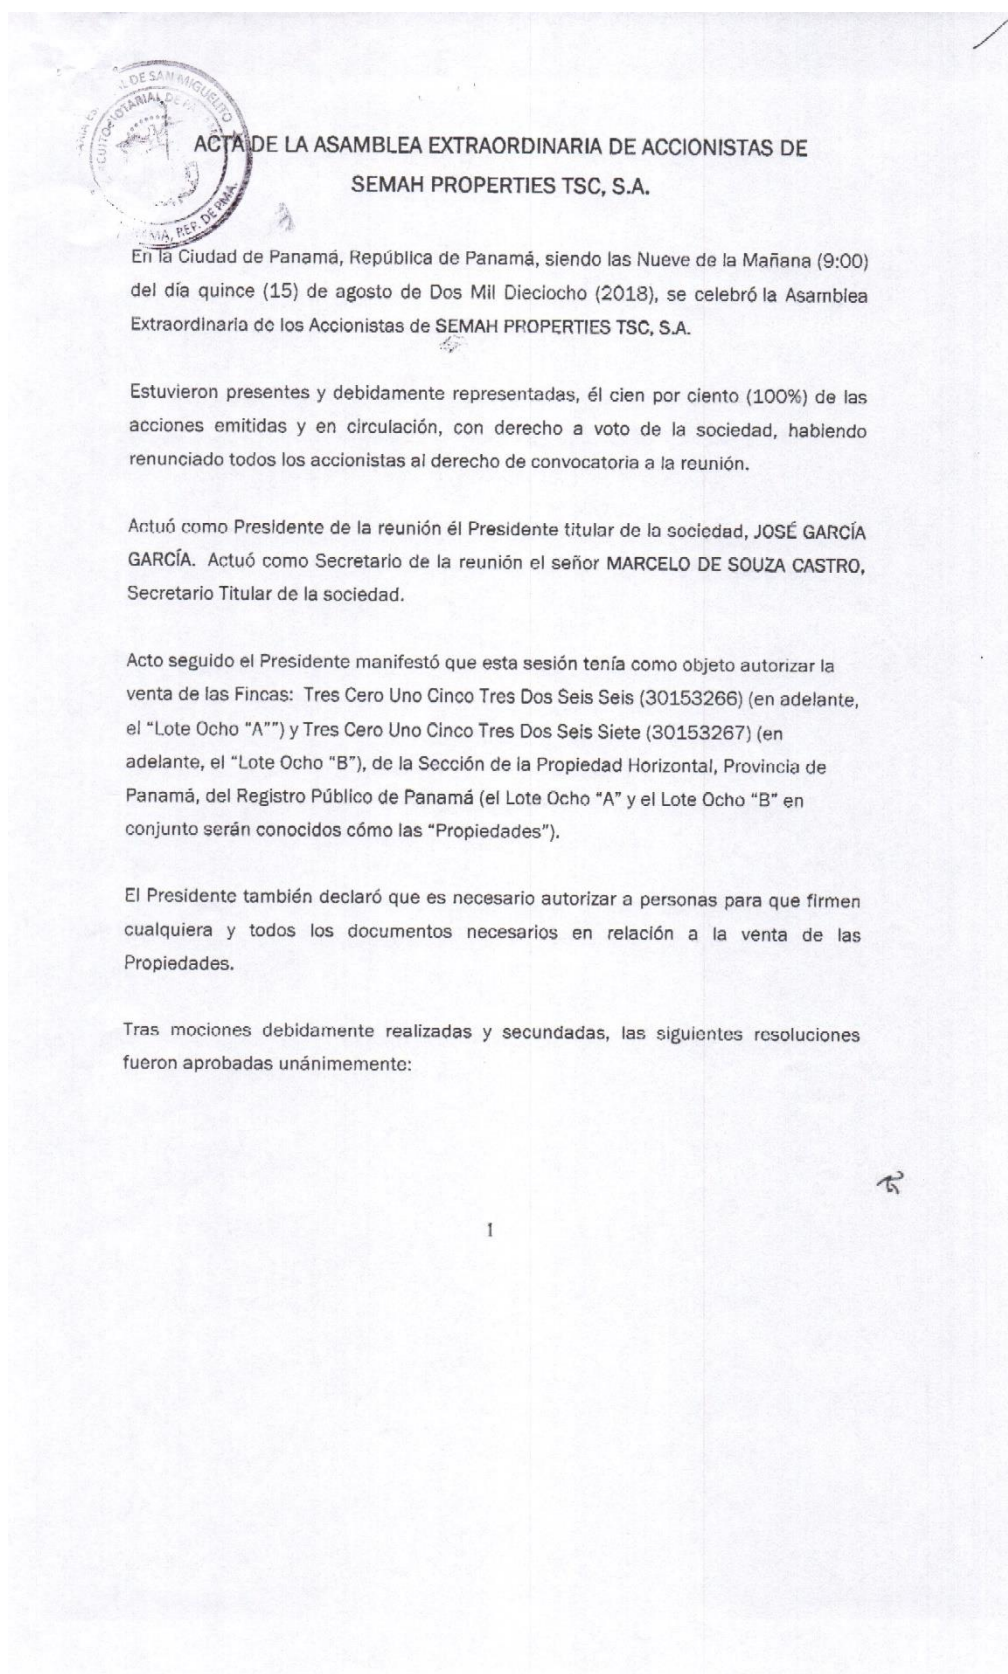 DE SAN MIGUELITO
NOTARIAL DE
REP. DE PMA.
ACTA DE LA ASAMBLEA EXTRAORDINARIA DE ACCIONISTAS DE
SEMAH PROPERTIES TSC, S.A.
En la Ciudad de Panamá, República de Panamá, siendo las Nueve de la Mañana (9:00)
del día quince (15) de agosto de Dos Mil Dieciocho (2018), se celebró la Asamblea
Extraordinaria de los Accionistas de SEMAH PROPERTIES TSC, S.A.
Estuvieron presentes y debidamente representadas, él cien por ciento (100%) de las
acciones emitidas y en circulación, con derecho a voto de la sociedad, habiendo
renunciado todos los accionistas al derecho de convocatoria a la reunión.
Actuó como Presidente de la reunión él Presidente titular de la sociedad, JOSÉ GARCÍA
GARCÍA. Actuó como Secretario de la reunión el señor MARCELO DE SOUZA CASTRO,
Secretario Titular de la sociedad.
Acto seguido el Presidente manifestó que esta sesión tenía como objeto autorizar la
venta de las Fincas: Tres Cero Uno Cinco Tres Dos Seis Seis (30153266) (en adelante,
el “Lote Ocho “A””) y Tres Cero Uno Cinco Tres Dos Seis Siete (30153267) (en
adelante, el “Lote Ocho “B”), de la Sección de la Propiedad Horizontal, Provincia de
Panamá, del Registro Público de Panamá (el Lote Ocho “A” y el Lote Ocho “B” en
conjunto serán conocidos cómo las “Propiedades”).
El Presidente también declaró que es necesario autorizar a personas para que firmen
cualquiera y todos los documentos necesarios en relación a la venta de las
Propiedades.
Tras mociones debidamente realizadas y secundadas, las siguientes resoluciones
fueron aprobadas unánimemente:
1